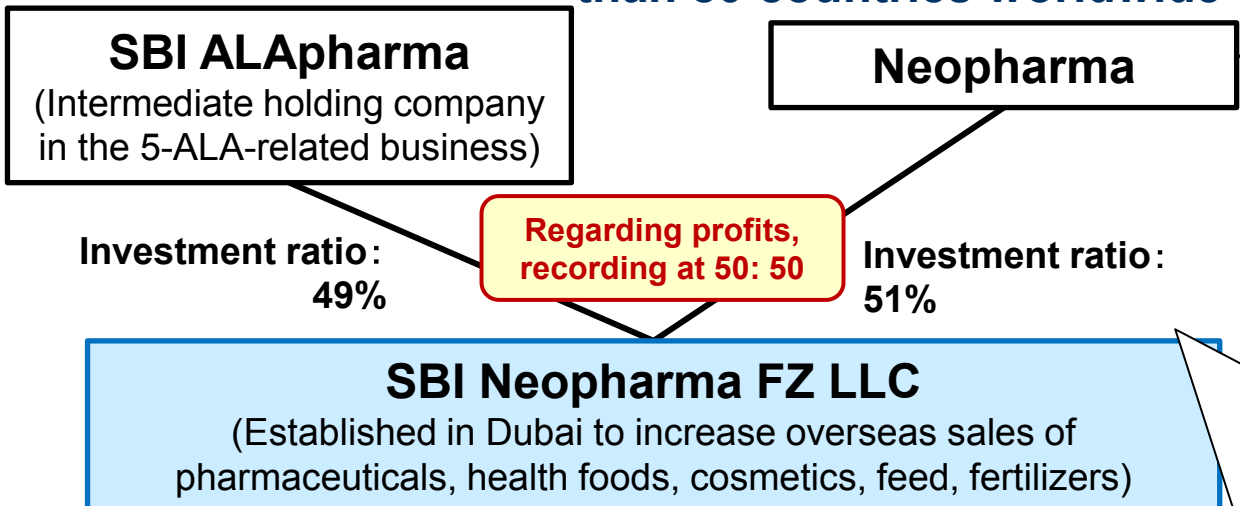 SBI ALApharma
(Intermediate holding company
in the 5-ALA-related business)
Neopharma
Regarding profits,
recording at 50: 50
Investment ratio:
49%
Investment ratio:
51%
SBI Neopharma FZ LLC
(Established in Dubai to increase overseas sales of
pharmaceuticals, health foods, cosmetics, feed, fertilizers)